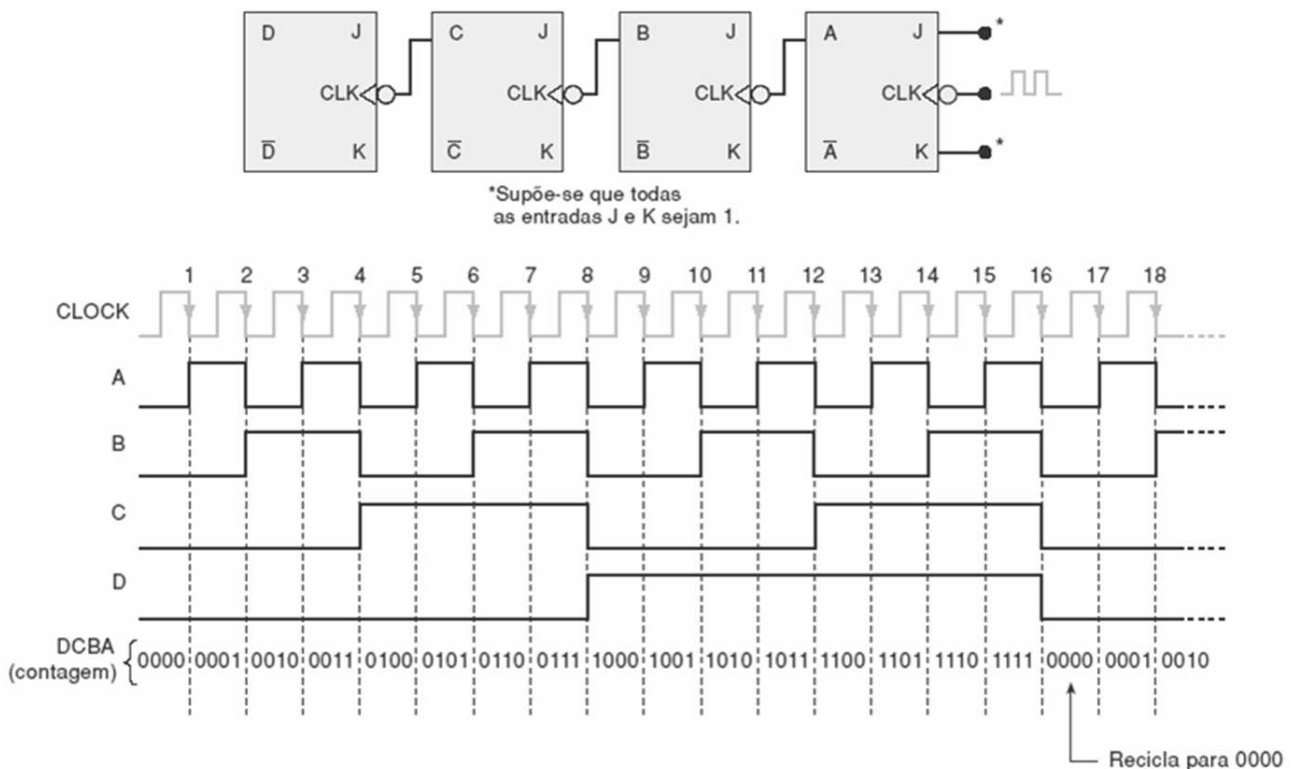 D J C J B J A J *
CLK CLK CLK CLK
D̅ K C̅ K B̅ K A̅ K *
*Supõe-se que todas
as entradas J e K sejam 1.
1 2 3 4 5 6 7 8 9 10 11 12 13 14 15 16 17 18
CLOCK
A
B
C
D
DCBA
(contagem)
0000 0001 0010 0011 0100 0101 0110 0111 1000 1001 1010 1011 1100 1101 1110 1111 0000 0001 0010
Recicla para 0000